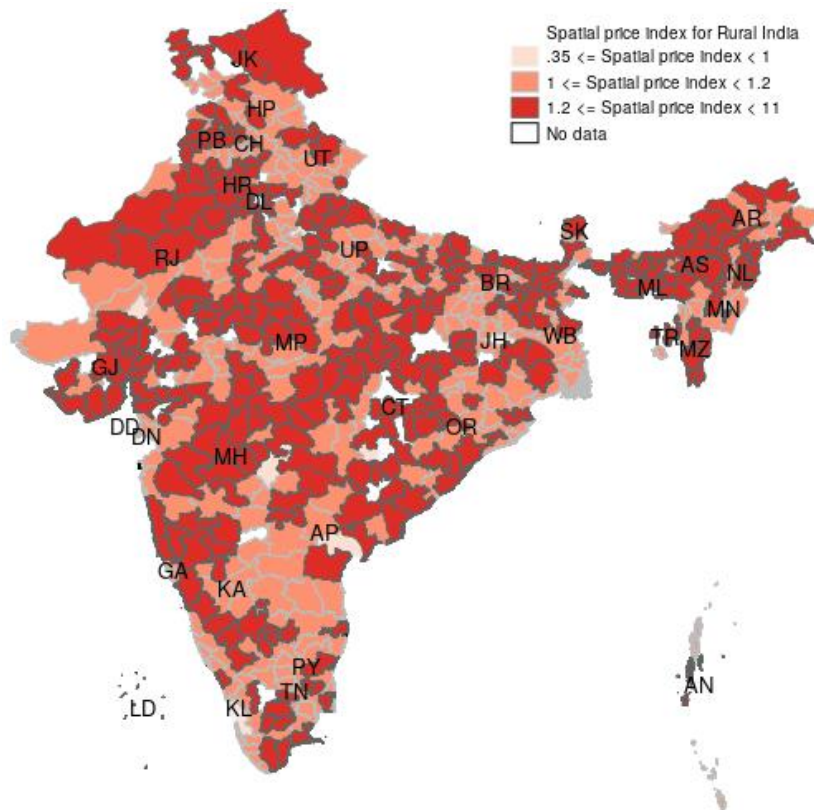 Spatial price index for Rural India
.35 <= Spatial price index < 1
1 <= Spatial price index < 1.2
1.2 <= Spatial price index < 11
No data
JK
HP
PB
CH
UT
HR
DL
RJ
UP
SK
AR
BR
AS
NL
ML
MN
MP
JH
WB
TR
MZ
GJ
CT
OR
DD
DN
MH
AP
GA
KA
PY
TN
KL
LD
AN